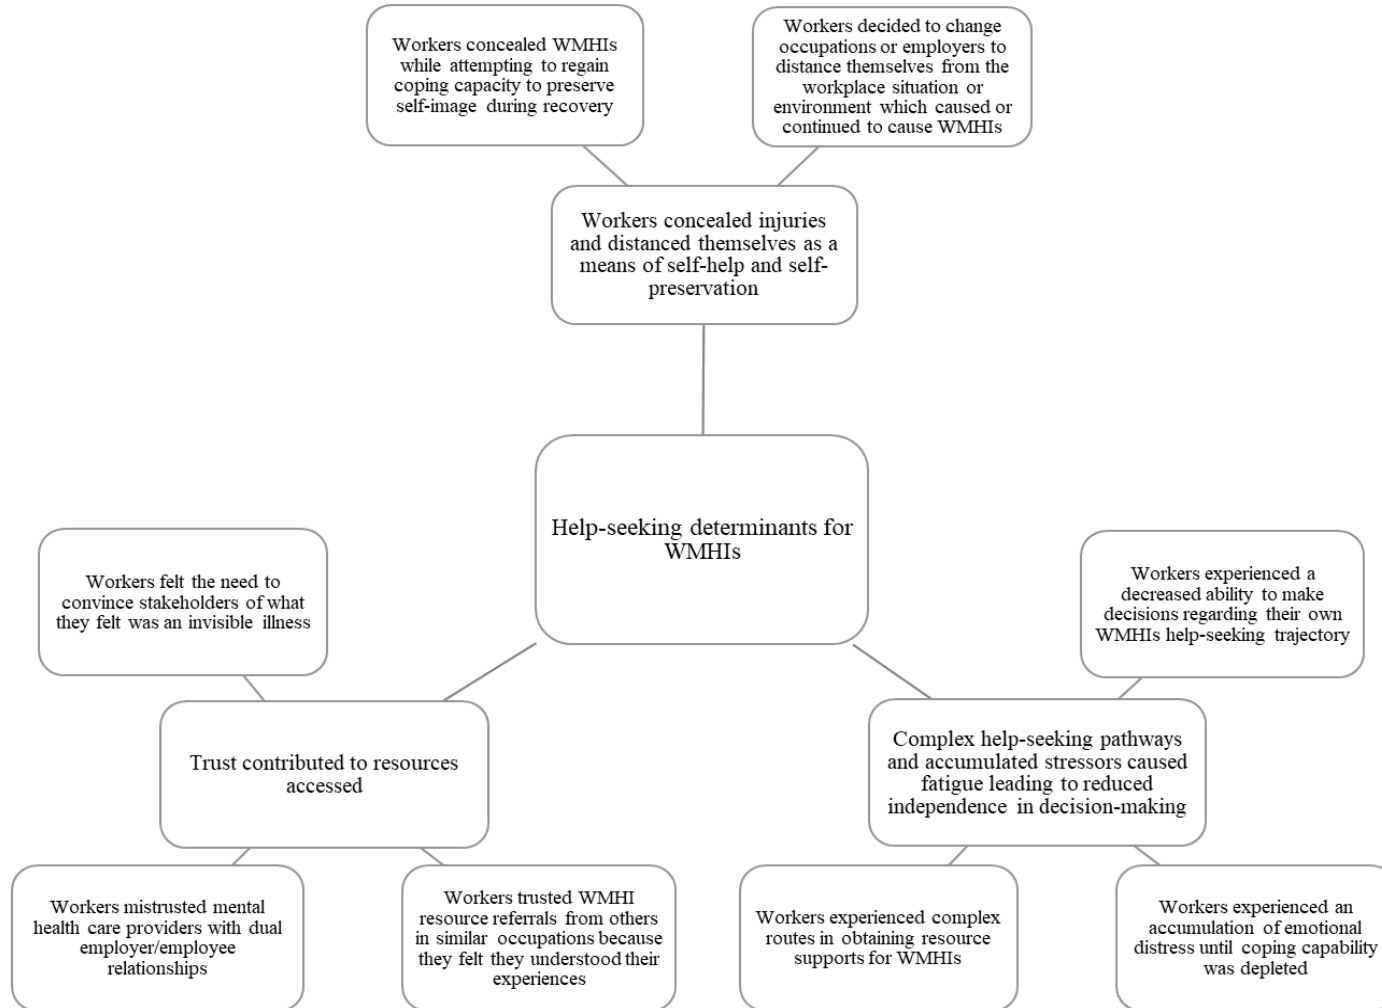 Workers concealed WMHIs
while attempting to regain
coping capacity to preserve
self-image during recovery
Workers decided to change
occupations or employers to
distance themselves from the
workplace situation or
environment which caused or
continued to cause WMHIs
Workers concealed injuries
and distanced themselves as a
means of self-help and self-
preservation
Help-seeking determinants for
WMHIs
Workers felt the need to
convince stakeholders of what
they felt was an invisible illness
Workers experienced a
decreased ability to make
decisions regarding their own
WMHIs help-seeking trajectory
Trust contributed to resources
accessed
Complex help-seeking pathways
and accumulated stressors caused
fatigue leading to reduced
independence in decision-making
Workers mistrusted mental
health care providers with dual
employer/employee
relationships
Workers trusted WMHI
resource referrals from others
in similar occupations because
they felt they understood their
experiences
Workers experienced complex
routes in obtaining resource
supports for WMHIs
Workers experienced an
accumulation of emotional
distress until coping capability
was depleted